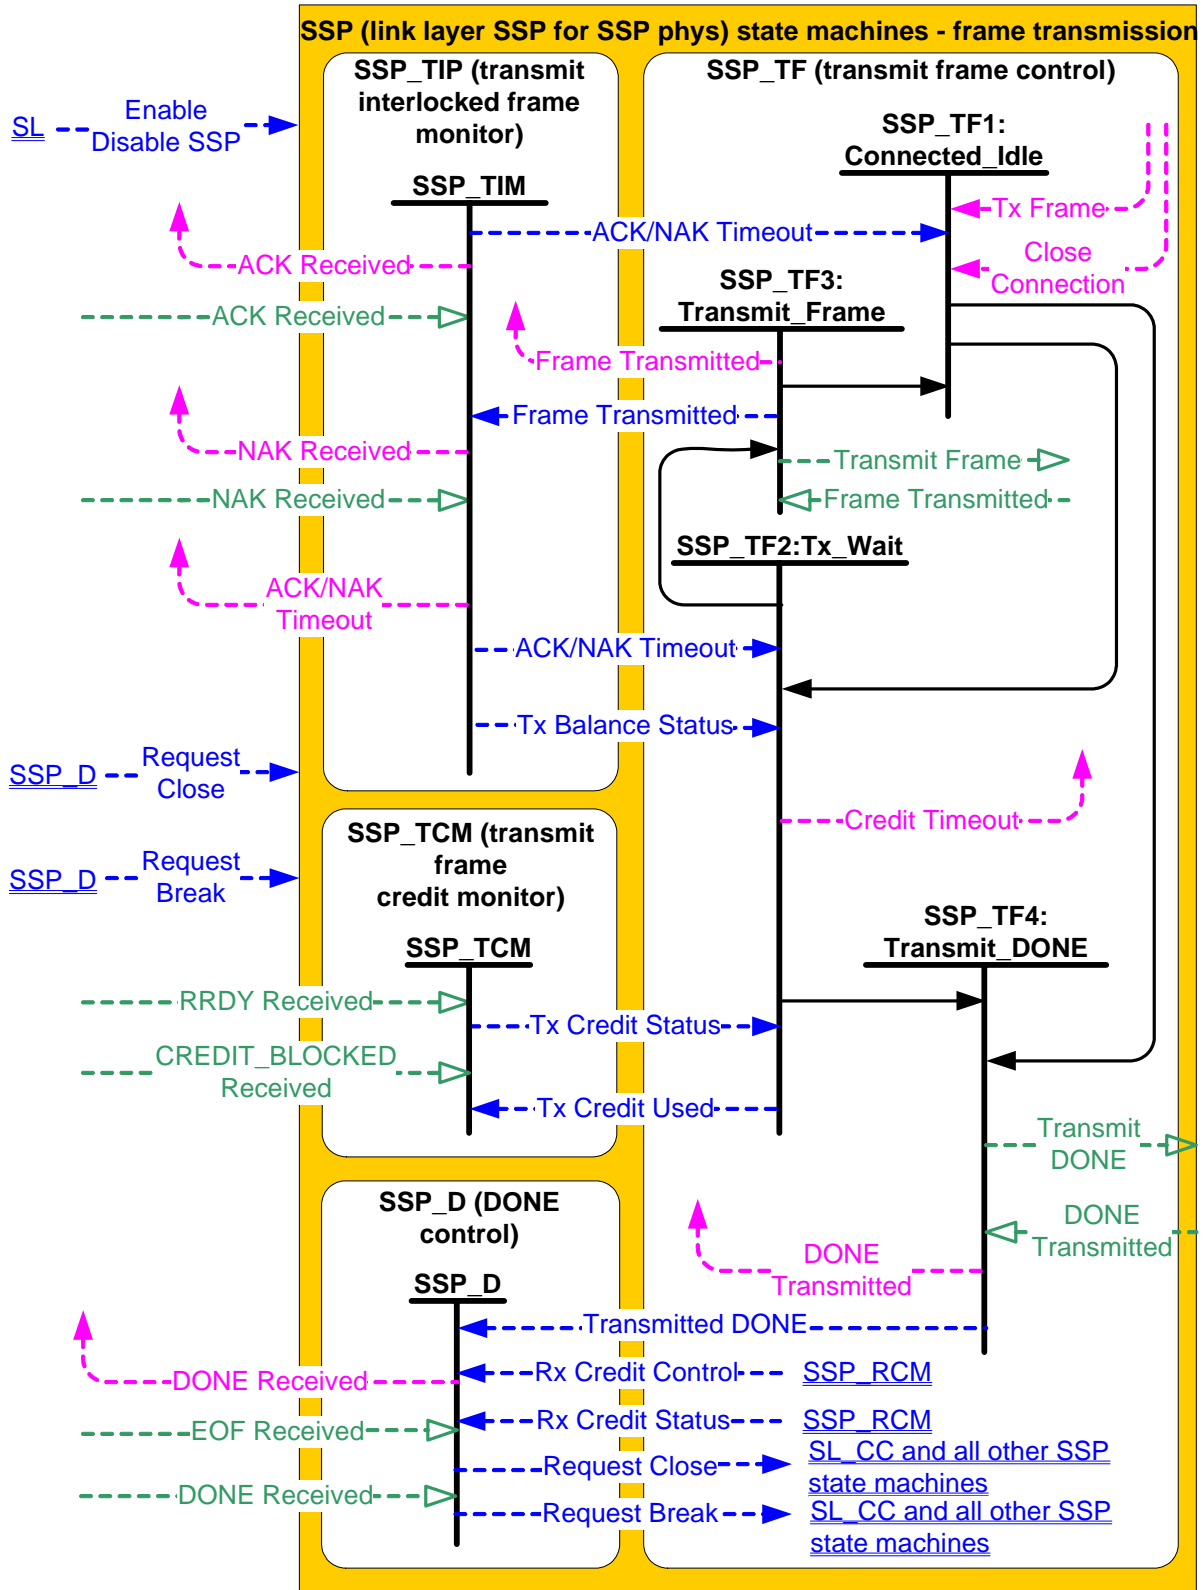 SSP (link layer SSP for SSP phys) state machines - frame transmission
SSP_TIP (transmit
interlocked frame
monitor)
SSP_TF (transmit frame control)
SL
Enable
Disable SSP
SSP_TF1:
Connected_Idle
SSP_TIM
Tx Frame
ACK/NAK Timeout
ACK Received
Close
Connection
SSP_TF3:
Transmit_Frame
ACK Received
Frame Transmitted
Frame Transmitted
NAK Received
Transmit Frame
NAK Received
Frame Transmitted
SSP_TF2:Tx_Wait
ACK/NAK
Timeout
ACK/NAK Timeout
Tx Balance Status
SSP_D
Request
Close
Credit Timeout
SSP_TCM (transmit
frame
credit monitor)
SSP_D
Request
Break
SSP_TF4:
Transmit_DONE
SSP_TCM
RRDY Received
Tx Credit Status
CREDIT_BLOCKED
Received
Tx Credit Used
Transmit
DONE
SSP_D (DONE
control)
DONE
Transmitted
DONE
Transmitted
SSP_D
Transmitted DONE
DONE Received
Rx Credit Control
SSP_RCM
EOF Received
Rx Credit Status
SSP_RCM
Request Close
SL_CC and all other SSP
state machines
DONE Received
Request Break
SL_CC and all other SSP
state machines